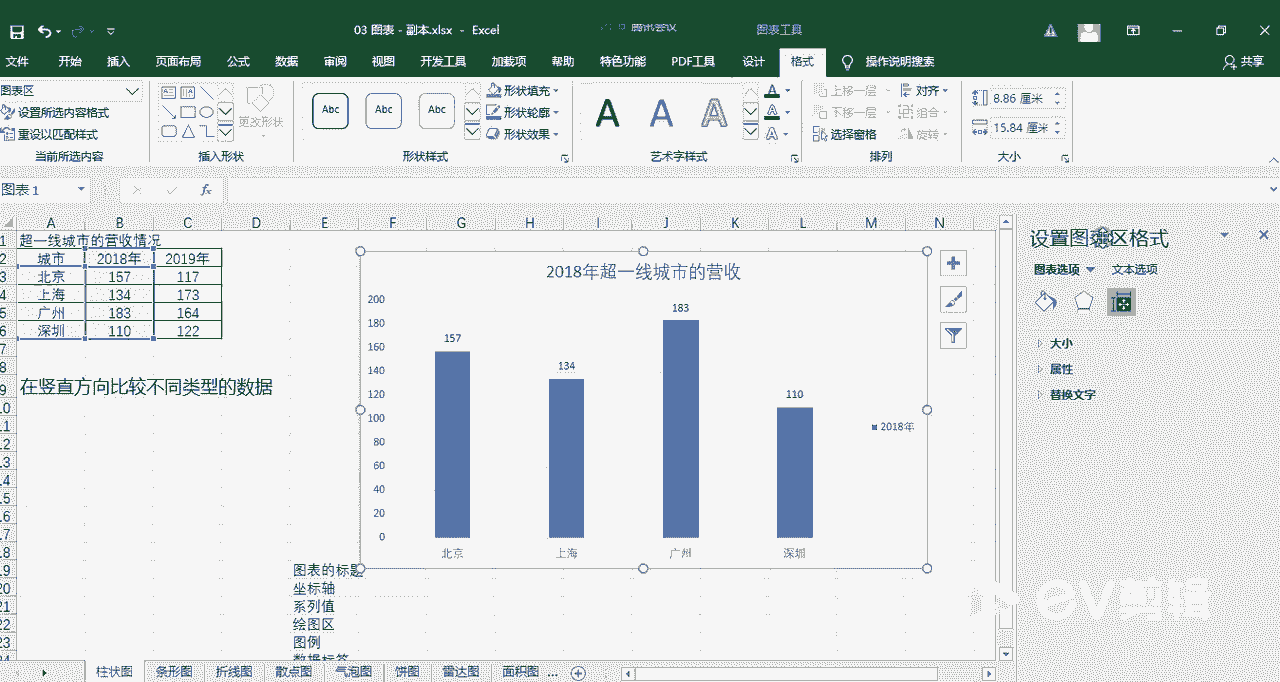 03 图表 - 副本.xlsx - Excel
腾讯会议
图表工具
文件 开始 插入 页面布局 公式 数据 审阅 视图 开发工具 加载项 帮助 特色功能 PDF工具 设计 格式 操作说明搜索 共享
图表区
设置所选内容格式
重设以匹配样式
当前所选内容
更改形状
插入形状
Abc Abc Abc
形状填充
形状轮廓
形状效果
形状样式
A A A
艺术字样式
上移一层 对齐
下移一层 组合
选择窗格 旋转
排列
8.86 厘米
15.84 厘米
大小
图表 1
fx
A B C D E F G H I J K L M N
1 超一线城市的营收情况
2 城市 2018年 2019年
3 北京 157 117
4 上海 134 173
5 广州 183 164
6 深圳 110 122
在竖直方向比较不同类型的数据
2018年超一线城市的营收
200
180
160
140
120
100
80
60
40
20
0
157
134
183
110
北京 上海 广州 深圳
2018年
图表的标题
坐标轴
系列值
绘图区
图例
数据标签
设置图表区格式
图表选项 文本选项
大小
属性
替换文字
ev剪辑
柱状图 条形图 折线图 散点图 气泡图 饼图 雷达图 面积图 ...